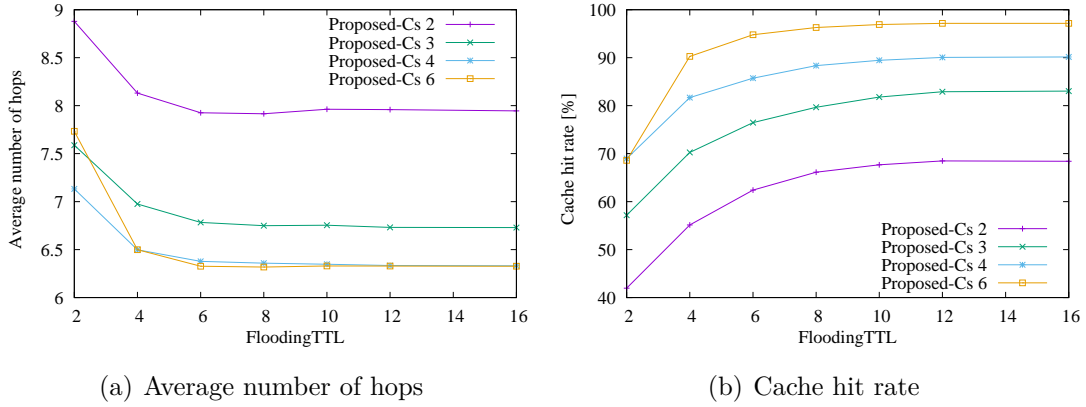 9
8.5
8
7.5
7
6.5
6
2 4 6 8 10 12 14 16
Average number of hops
FloodingTTL
Proposed-Cs 2
Proposed-Cs 3
Proposed-Cs 4
Proposed-Cs 6
(a) Average number of hops
100
90
80
70
60
50
40
2 4 6 8 10 12 14 16
Cache hit rate [%]
FloodingTTL
Proposed-Cs 2
Proposed-Cs 3
Proposed-Cs 4
Proposed-Cs 6
(b) Cache hit rate